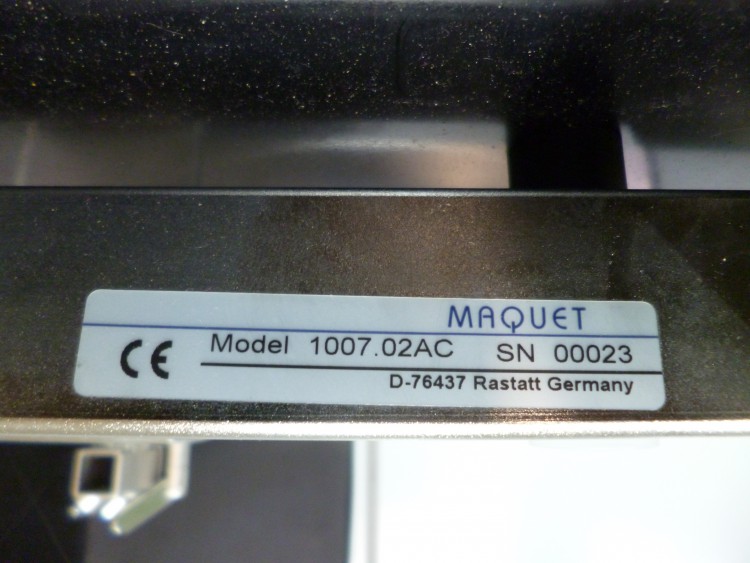 MAQUET
CE Model 1007.02AC SN 00023
D-76437 Rastatt Germany